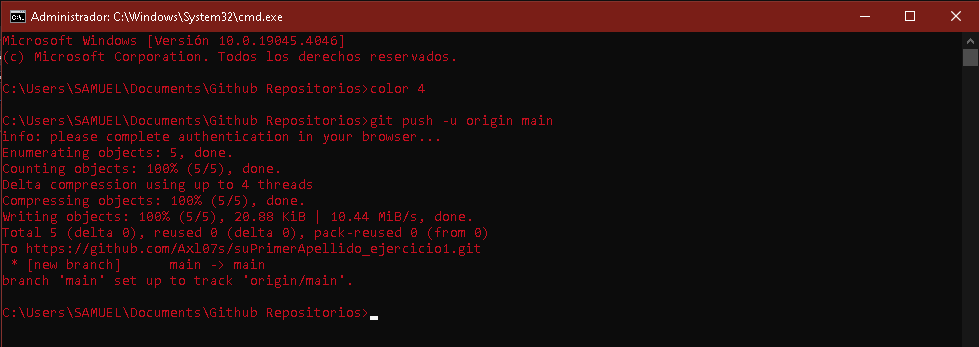 Administrador: C:\Windows\System32\cmd.exe
Microsoft Windows [Versión 10.0.19045.4046]
(c) Microsoft Corporation. Todos los derechos reservados.
C:\Users\SAMUEL\Documents\Github Repositorios>color 4
C:\Users\SAMUEL\Documents\Github Repositorios>git push -u origin main
info: please complete authentication in your browser...
Enumerating objects: 5, done.
Counting objects: 100% (5/5), done.
Delta compression using up to 4 threads
Compressing objects: 100% (5/5), done.
Writing objects: 100% (5/5), 20.88 KiB | 10.44 MiB/s, done.
Total 5 (delta 0), reused 0 (delta 0), pack-reused 0 (from 0)
To https://github.com/Axl07s/suPrimerApellido_ejercicio1.git
 * [new branch]      main -> main
branch 'main' set up to track 'origin/main'.
C:\Users\SAMUEL\Documents\Github Repositorios>